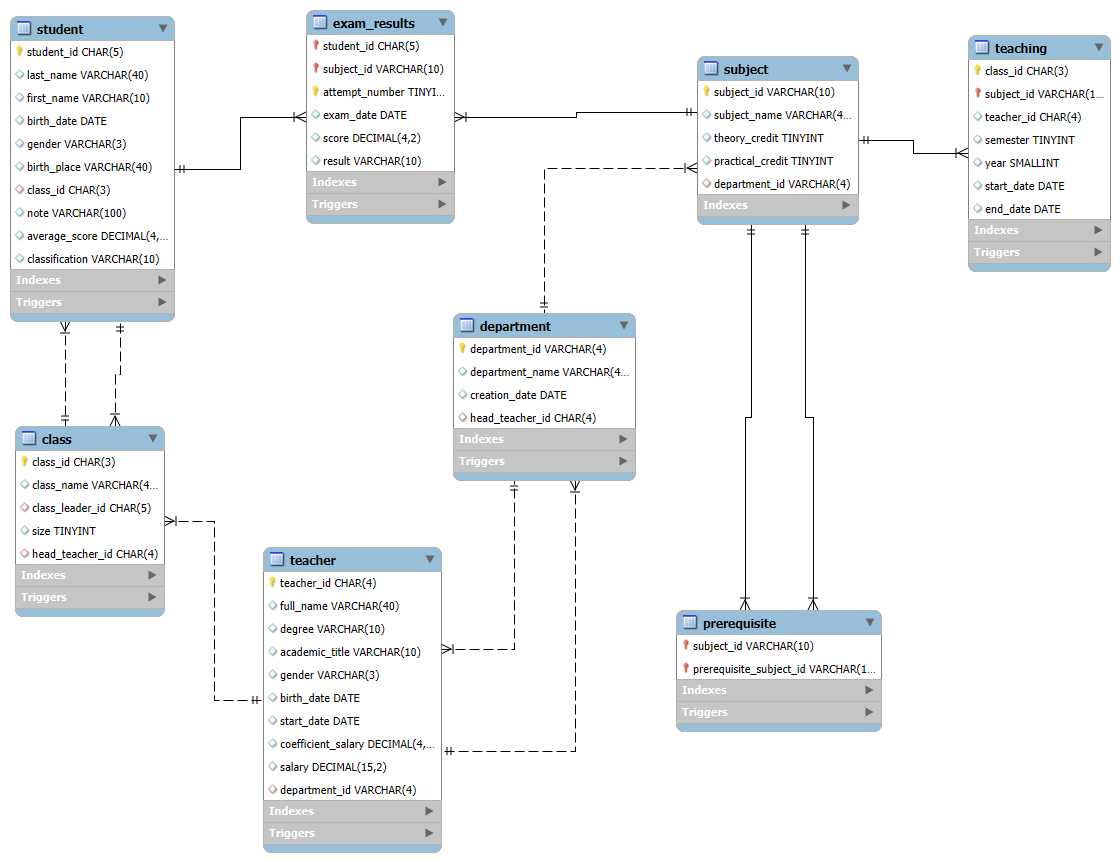 student
student_id CHAR(5)
last_name VARCHAR(40)
first_name VARCHAR(10)
birth_date DATE
gender VARCHAR(3)
birth_place VARCHAR(40)
class_id CHAR(3)
note VARCHAR(100)
average_score DECIMAL(4,...
classification VARCHAR(10)
Indexes
Triggers
exam_results
student_id CHAR(5)
subject_id VARCHAR(10)
attempt_number TINYI...
exam_date DATE
score DECIMAL(4,2)
result VARCHAR(10)
Indexes
Triggers
subject
subject_id VARCHAR(10)
subject_name VARCHAR(4...
theory_credit TINYINT
practical_credit TINYINT
department_id VARCHAR(4)
Indexes
teaching
class_id CHAR(3)
subject_id VARCHAR(1...
teacher_id CHAR(4)
semester TINYINT
year SMALLINT
start_date DATE
end_date DATE
Indexes
Triggers
department
department_id VARCHAR(4)
department_name VARCHAR(4...
creation_date DATE
head_teacher_id CHAR(4)
Indexes
Triggers
class
class_id CHAR(3)
class_name VARCHAR(4...
class_leader_id CHAR(5)
size TINYINT
head_teacher_id CHAR(4)
Indexes
Triggers
teacher
teacher_id CHAR(4)
full_name VARCHAR(40)
degree VARCHAR(10)
academic_title VARCHAR(10)
gender VARCHAR(3)
birth_date DATE
start_date DATE
coefficient_salary DECIMAL(4,...
salary DECIMAL(15,2)
department_id VARCHAR(4)
Indexes
Triggers
prerequisite
subject_id VARCHAR(10)
prerequisite_subject_id VARCHAR(1...
Indexes
Triggers